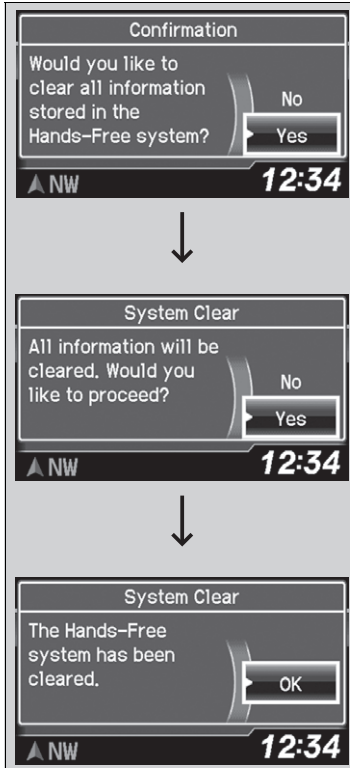 Confirmation
Would you like to
clear all information
stored in the
Hands-Free system?
No
Yes
NW
12:34
System Clear
All information will be
cleared. Would you
like to proceed?
No
Yes
NW
12:34
System Clear
The Hands-Free
system has been
cleared.
OK
NW
12:34